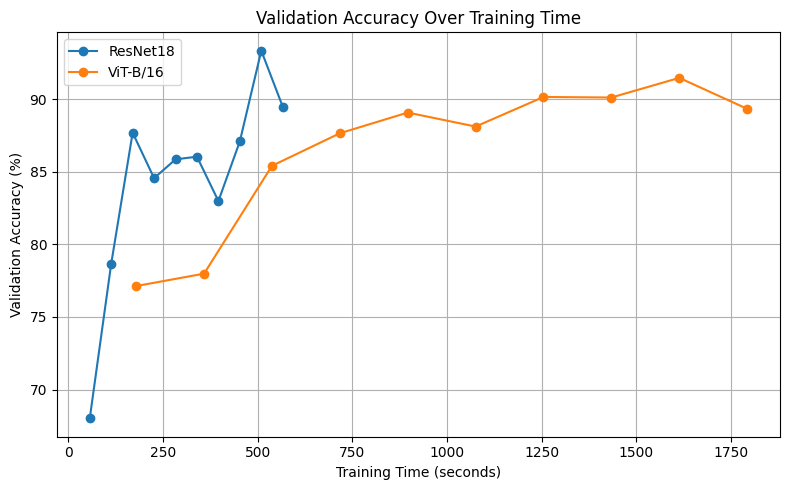 Validation Accuracy Over Training Time
ResNet18
ViT-B/16
Validation Accuracy (%)
90
85
80
75
70
0 250 500 750 1000 1250 1500 1750
Training Time (seconds)